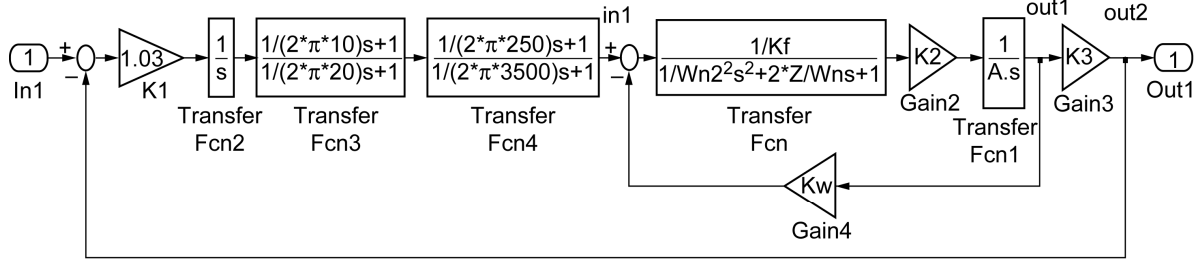 in1
out1
out2
1
In1
+
−
1.03
K1
1
s
Transfer
Fcn2
1/(2*π*10)s+1
1/(2*π*20)s+1
Transfer
Fcn3
1/(2*π*250)s+1
1/(2*π*3500)s+1
Transfer
Fcn4
+
−
1/Kf
1/Wn2²s²+2*Z/Wns+1
Transfer
Fcn
K2
Gain2
1
A.s
Transfer
Fcn1
K3
Gain3
1
Out1
Kw
Gain4